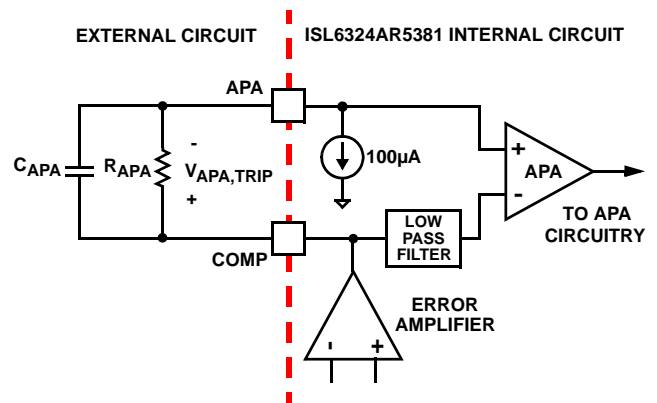 EXTERNAL CIRCUIT
ISL6324AR5381 INTERNAL CIRCUIT
APA
CAPA
RAPA
-
VAPA,TRIP
+
100µA
+
APA
-
LOW
PASS
FILTER
TO APA
CIRCUITRY
COMP
ERROR
AMPLIFIER
- +